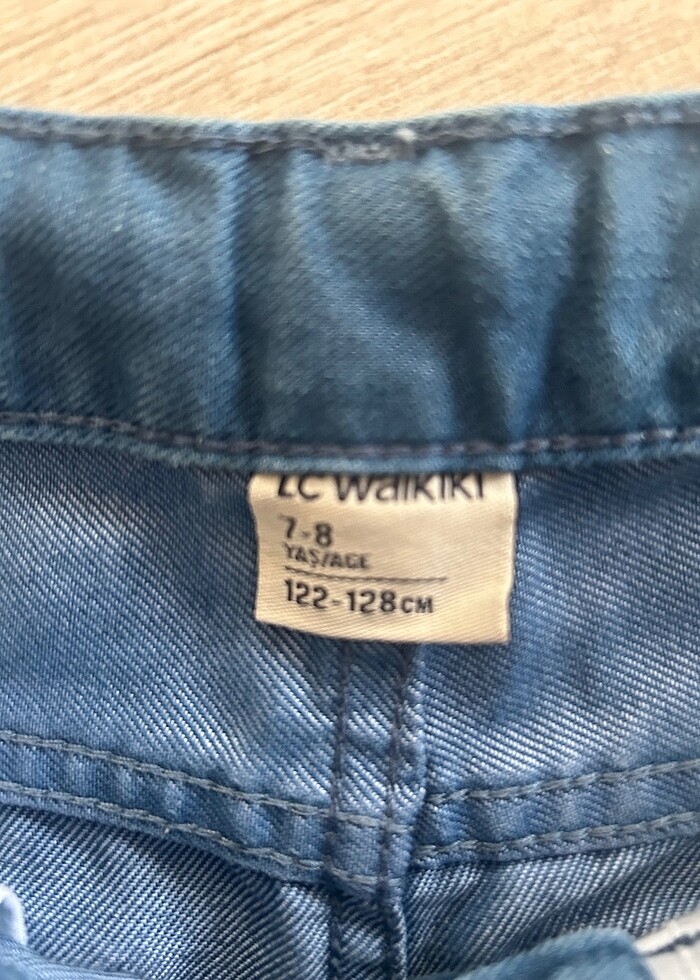 LC Waikiki
7-8
YAŞ/AGE
122-128CM